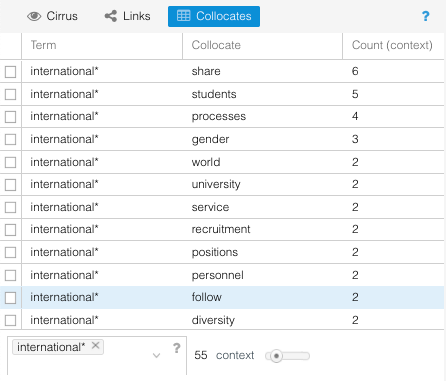 Cirrus Links Collocates ?
Term Collocate Count (context)
international* share 6
international* students 5
international* processes 4
international* gender 3
international* world 2
international* university 2
international* service 2
international* recruitment 2
international* positions 2
international* personnel 2
international* follow 2
international* diversity 2
international* × ? 55 context